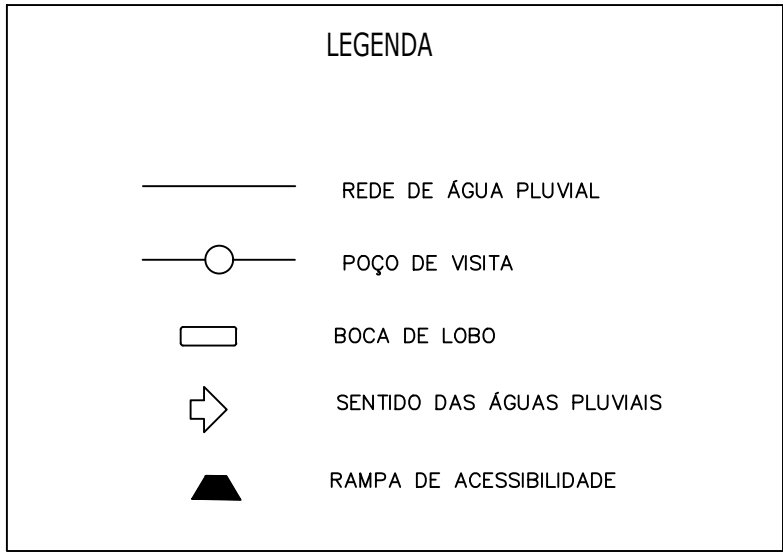 LEGENDA
REDE DE ÁGUA PLUVIAL
POÇO DE VISITA
BOCA DE LOBO
SENTIDO DAS ÁGUAS PLUVIAIS
RAMPA DE ACESSIBILIDADE